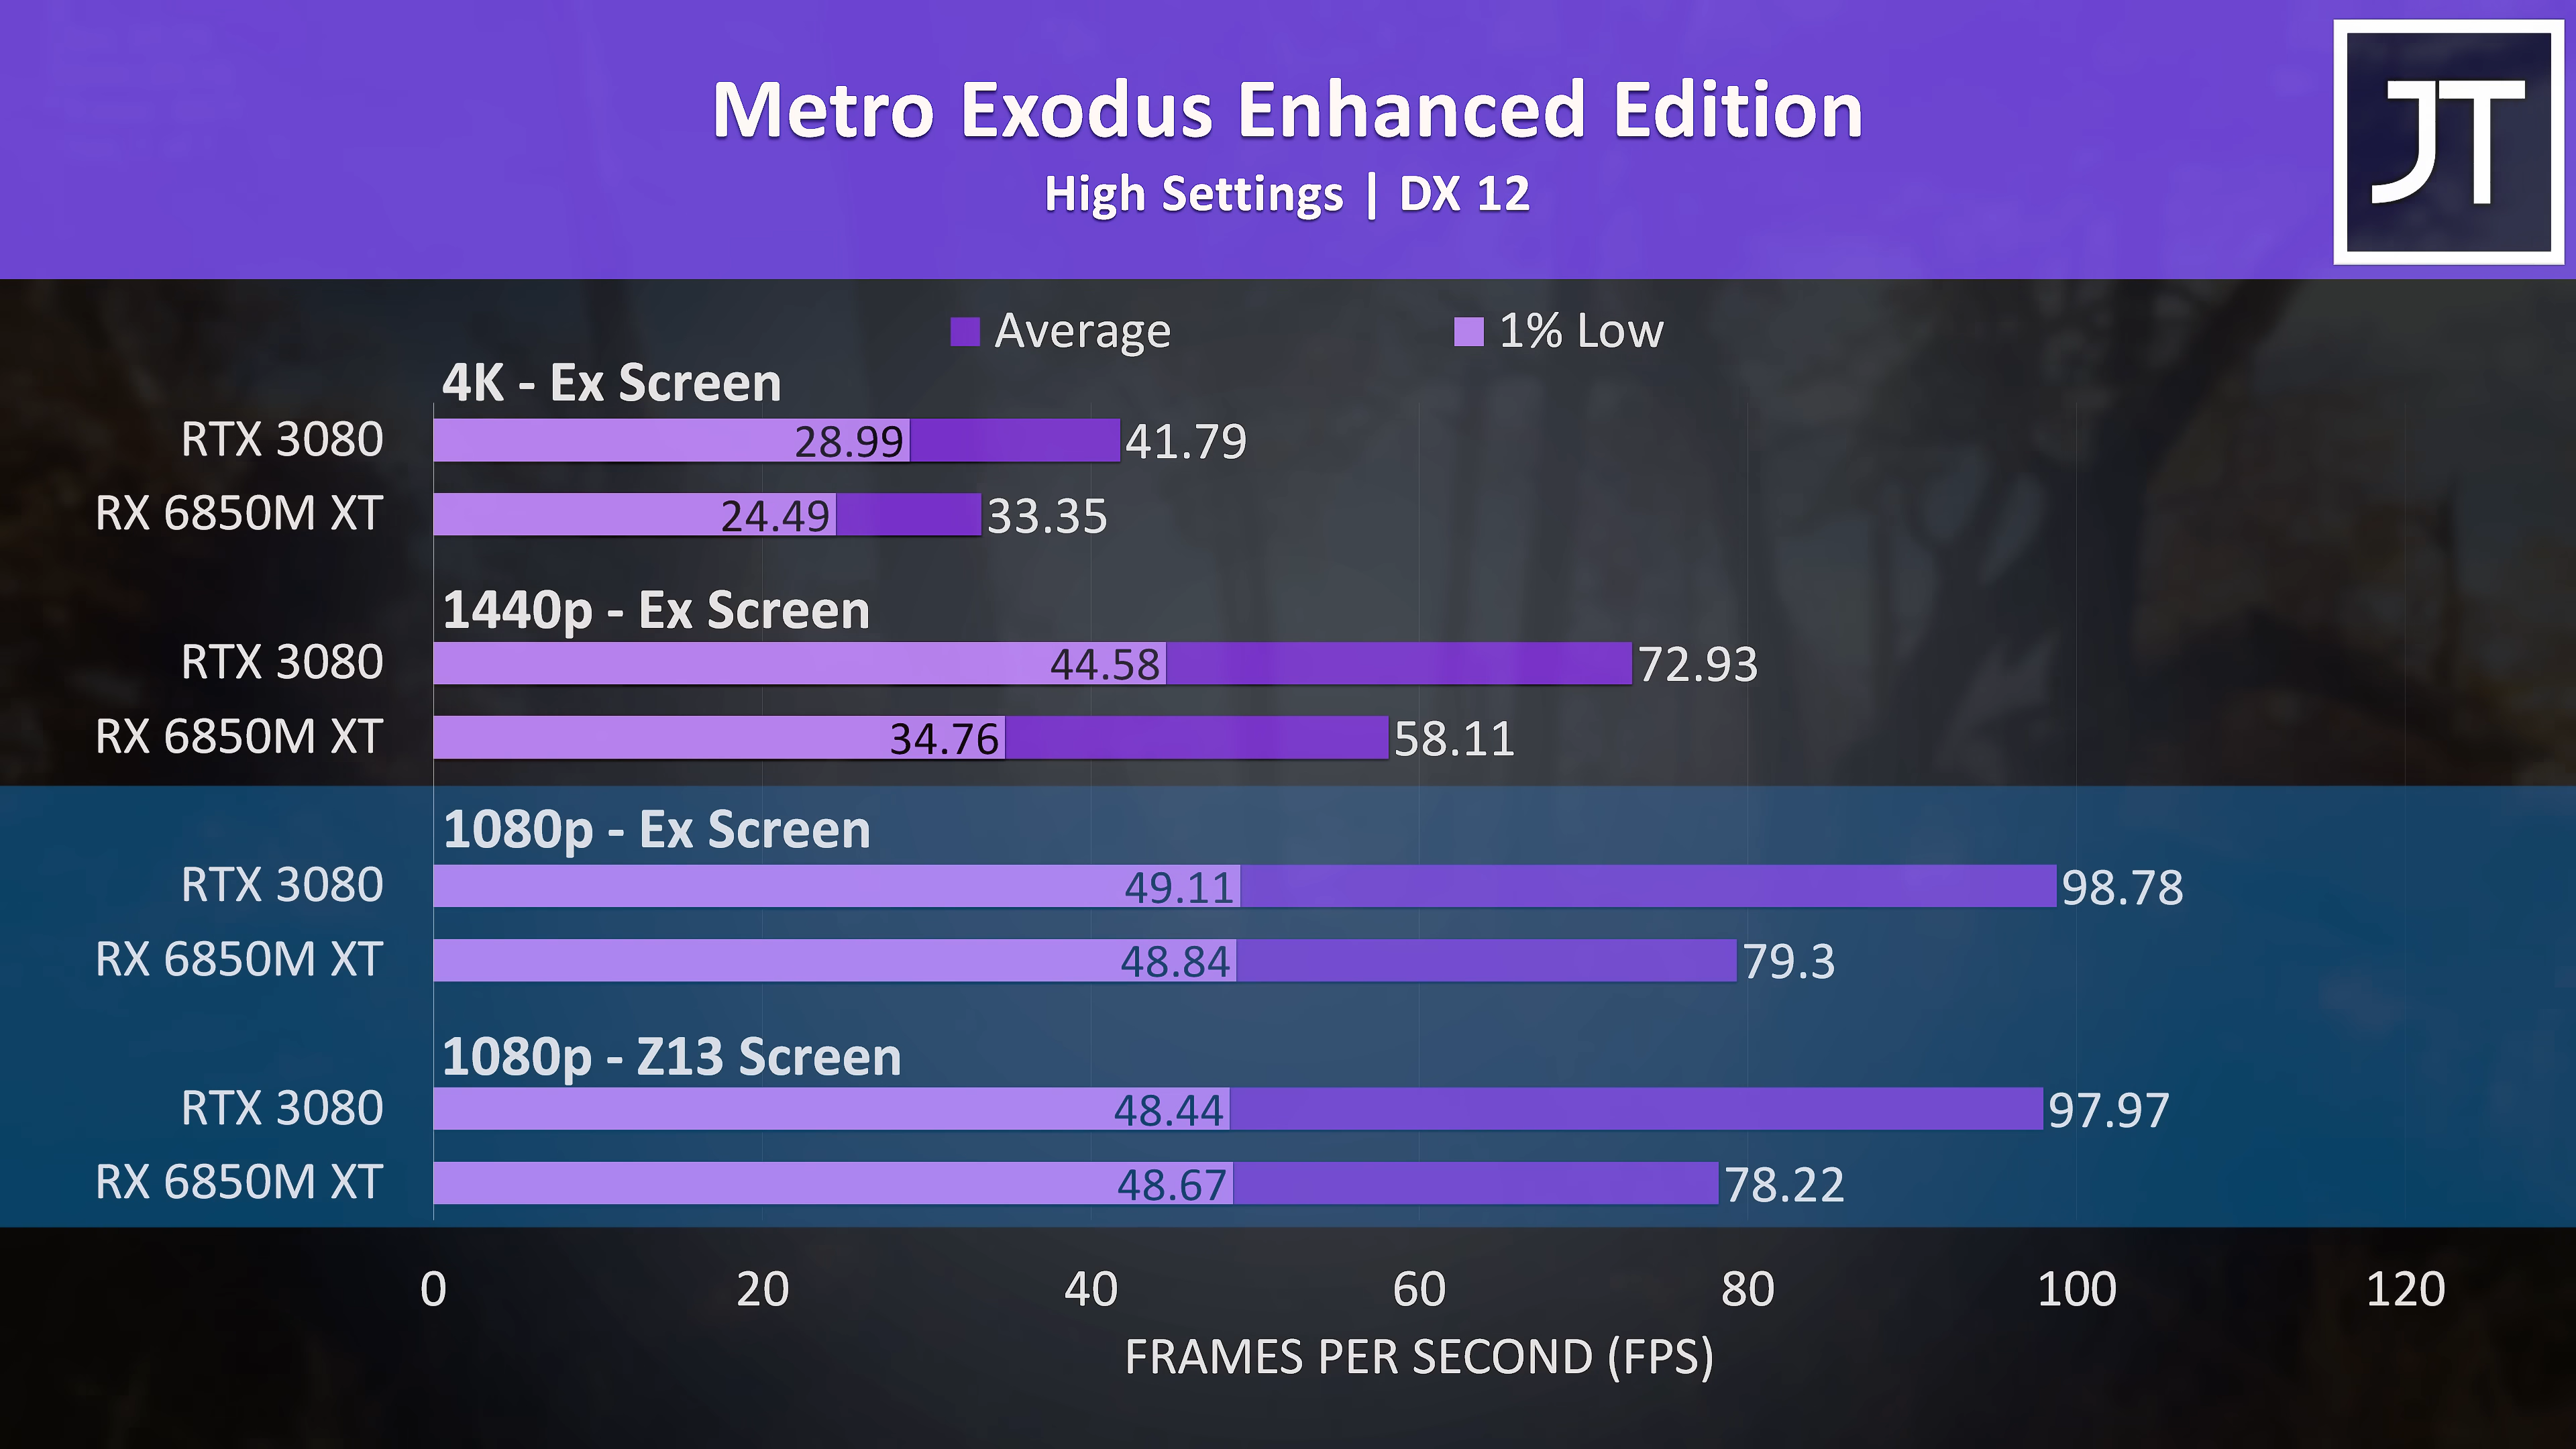 Metro Exodus Enhanced Edition
High Settings | DX 12
JT
Average 1% Low
4K - Ex Screen
RTX 3080 28.99 41.79
RX 6850M XT 24.49 33.35
1440p - Ex Screen
RTX 3080 44.58 72.93
RX 6850M XT 34.76 58.11
1080p - Ex Screen
RTX 3080 49.11 98.78
RX 6850M XT 48.84 79.3
1080p - Z13 Screen
RTX 3080 48.44 97.97
RX 6850M XT 48.67 78.22
0 20 40 60 80 100 120
FRAMES PER SECOND (FPS)